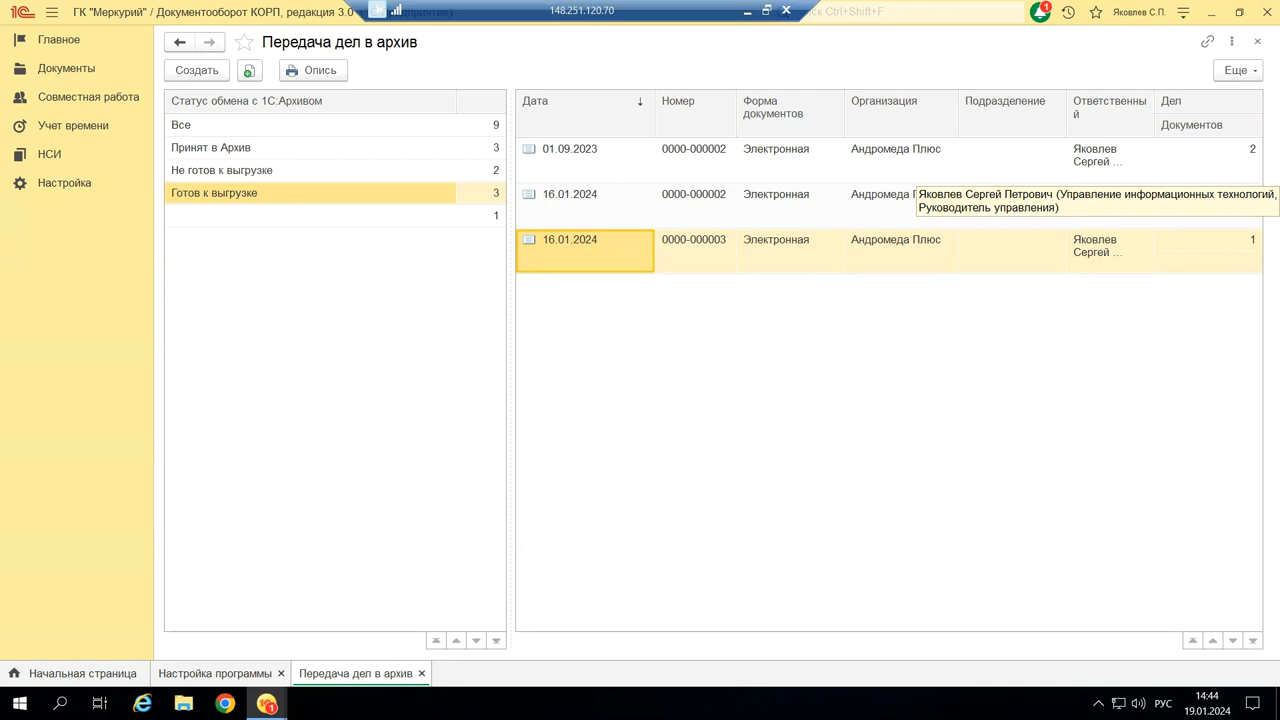 ГК "Меркурий" / Документооборот КОРП, редакция 3.0
148.251.120.70
Ctrl+Shift+F
1
Яковлев С.П.
Главное
Документы
Совместная работа
Учет времени
НСИ
Настройка
Передача дел в архив
Создать
Опись
Еще
Статус обмена с 1С:Архивом
Все 9
Принят в Архив 3
Не готов к выгрузке 2
Готов к выгрузке 3
1
Дата Номер Форма документов Организация Подразделение Ответственный Дел
Документов
01.09.2023 0000-000002 Электронная Андромеда Плюс Яковлев Сергей ... 2
16.01.2024 0000-000002 Электронная Андромеда
Яковлев Сергей Петрович (Управление информационных технологий,
Руководитель управления)
16.01.2024 0000-000003 Электронная Андромеда Плюс Яковлев Сергей ... 1
Начальная страница
Настройка программы
Передача дел в архив
1
РУС
14:44
19.01.2024